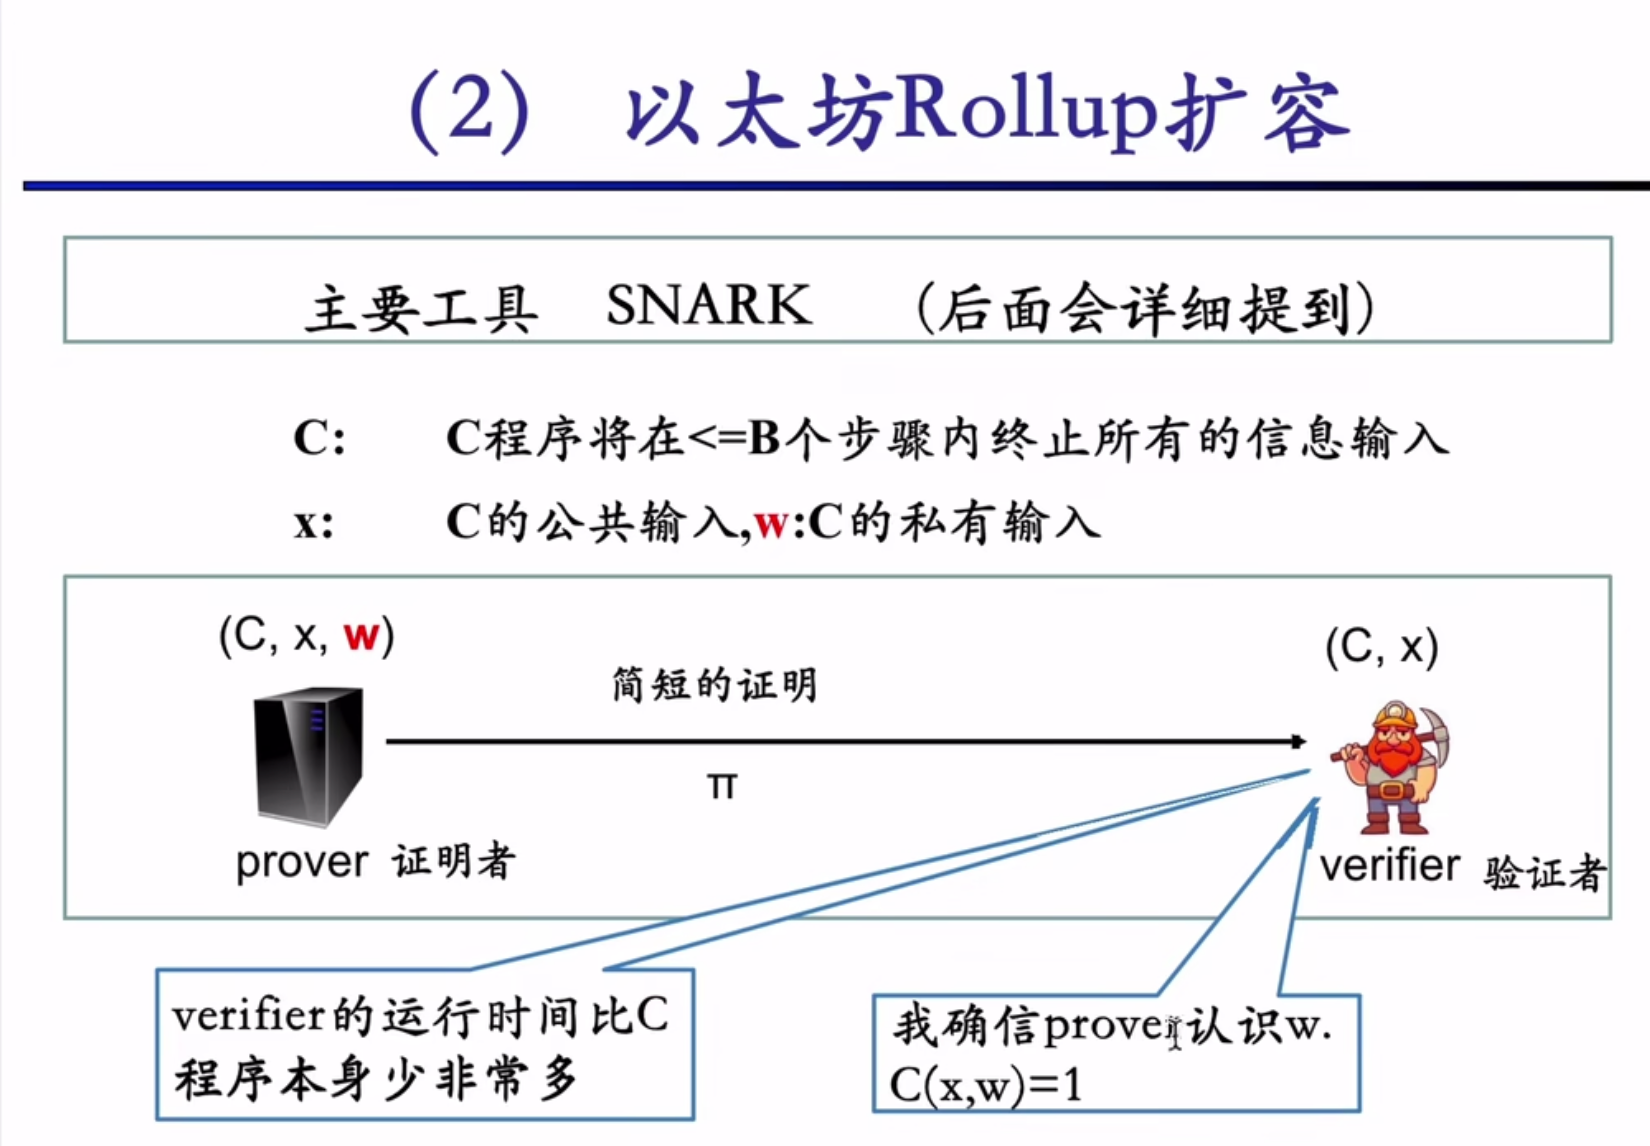 (2) 以太坊Rollup扩容
主要工具 SNARK (后面会详细提到)
C: C程序将在<=B个步骤内终止所有的信息输入
x: C的公共输入,w:C的私有输入
(C, x, w)
(C, x)
简短的证明
π
prover 证明者
verifier 验证者
verifier的运行时间比C
程序本身少非常多
我确信prover认识w.
C(x,w)=1